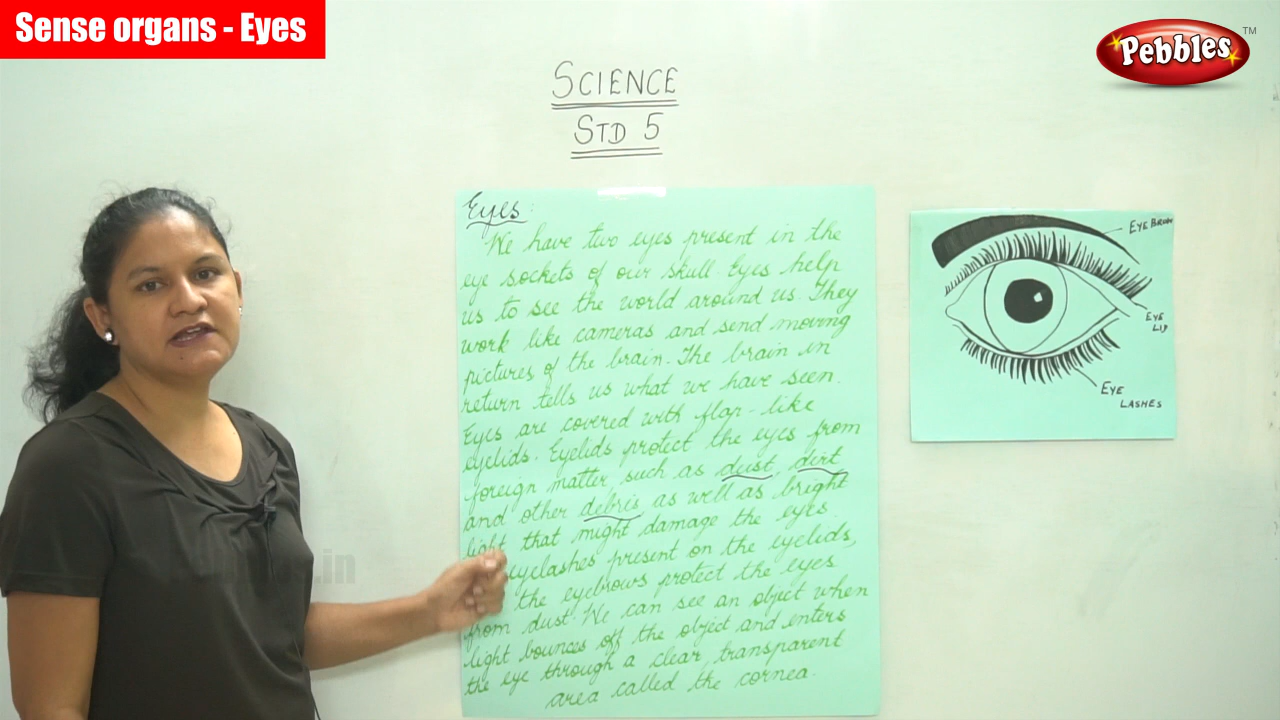 Sense organs - Eyes
Pebbles
TM
SCIENCE
STD 5
Eyes:
We have two eyes present in the
eye sockets of our skull. Eyes help
us to see the world around us. They
work like cameras and send moving
pictures of the brain. The brain in
return tells us what we have seen.
Eyes are covered with flap-like
eyelids. Eyelids protect the eyes from
foreign matter such as dust, dirt
and other debris, as well as bright
light that might damage the eyes.
eyelashes present on the eyelids,
the eyebrows protect the eyes
from dust. We can see an object when
light bounces off the object and enters
the eye through a clear, transparent
area called the cornea.
EYE BROW
EYE
LID
EYE
LASHES